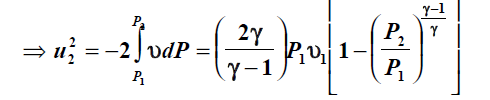 ⇒ u₂² = −2∫_{P₁}^{P₂} υdP = (2γ / (γ−1)) P₁υ₁ [1 − (P₂ / P₁)^{(γ−1)/γ}]